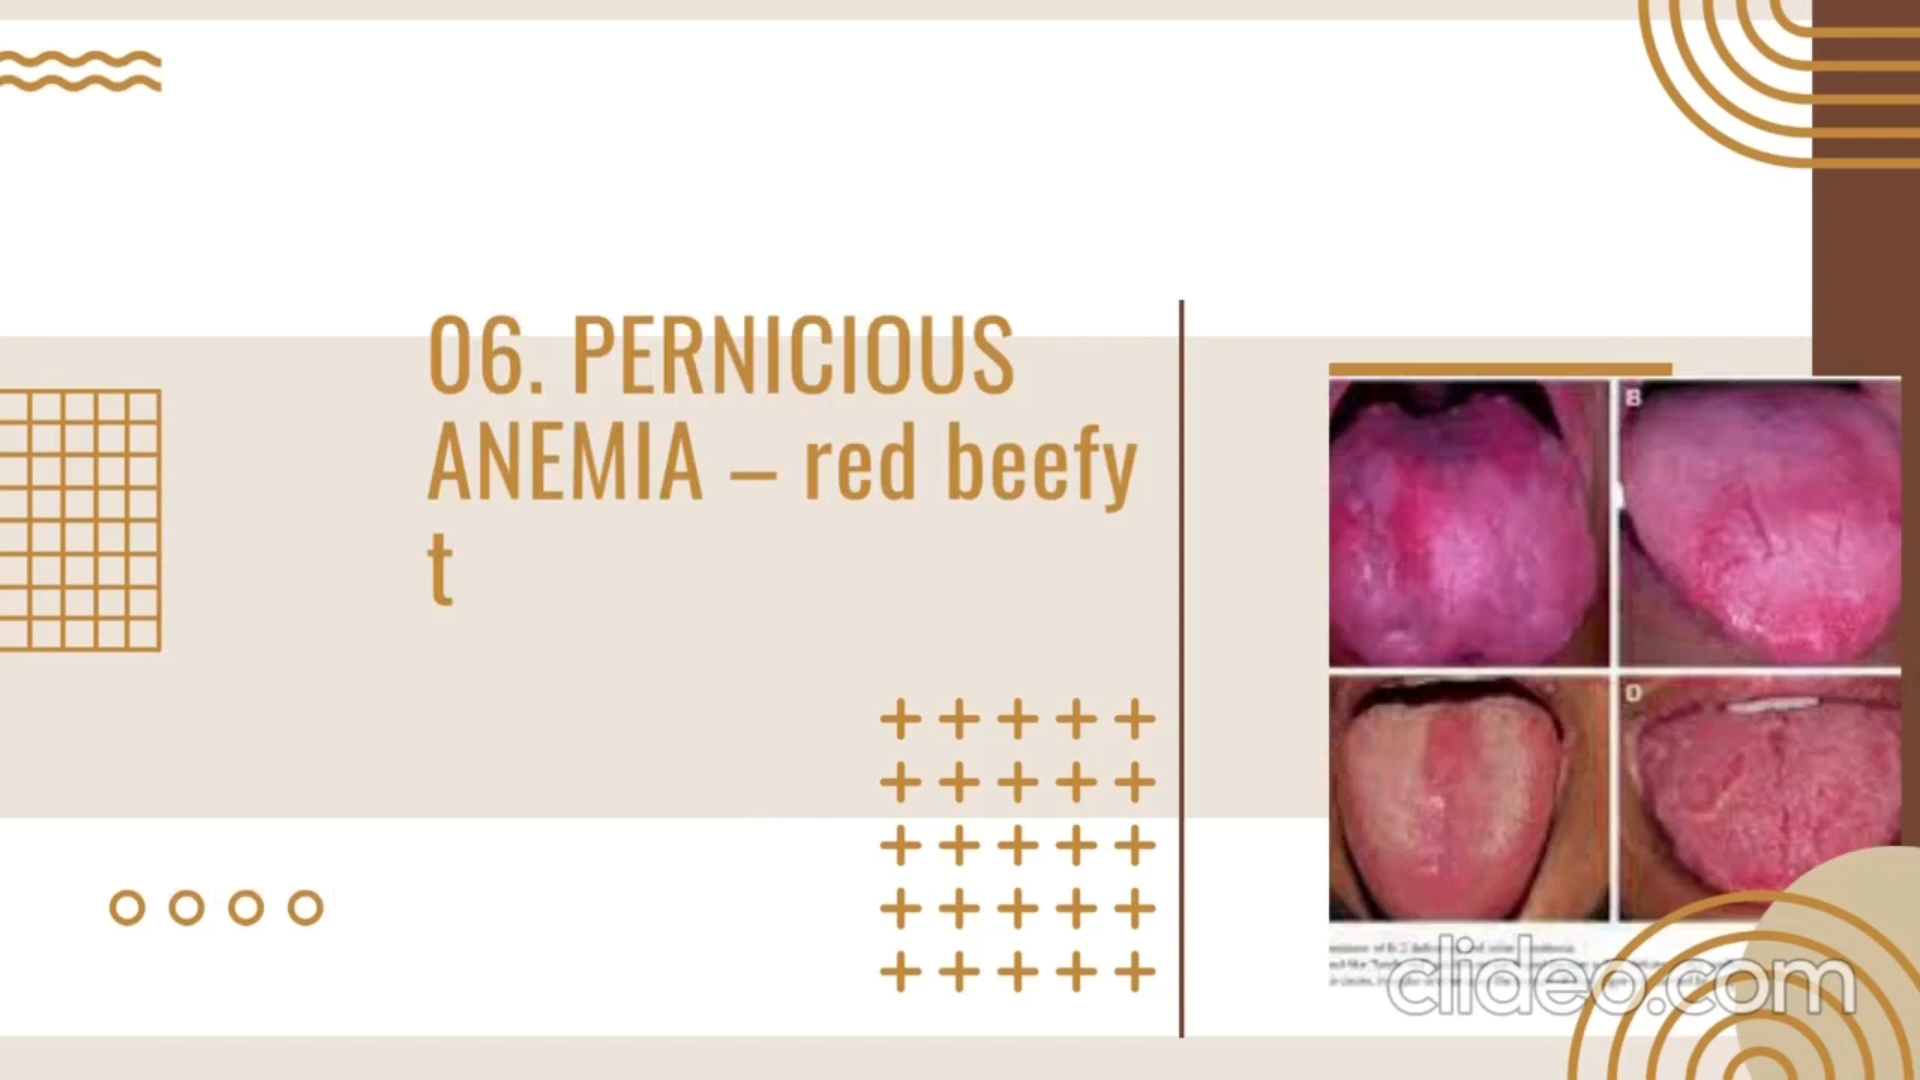 06. PERNICIOUS
ANEMIA – red beefy
t
B
D
clideo.com